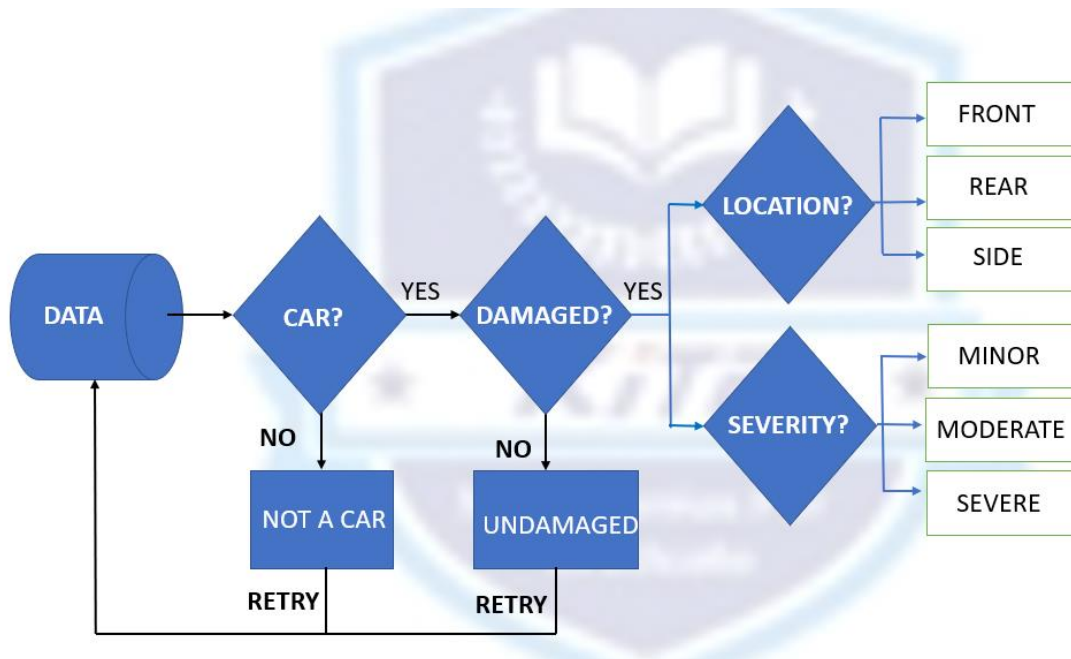 DATA
CAR?
YES
DAMAGED?
YES
LOCATION?
FRONT
REAR
SIDE
SEVERITY?
MINOR
MODERATE
SEVERE
NO
NOT A CAR
RETRY
NO
UNDAMAGED
RETRY